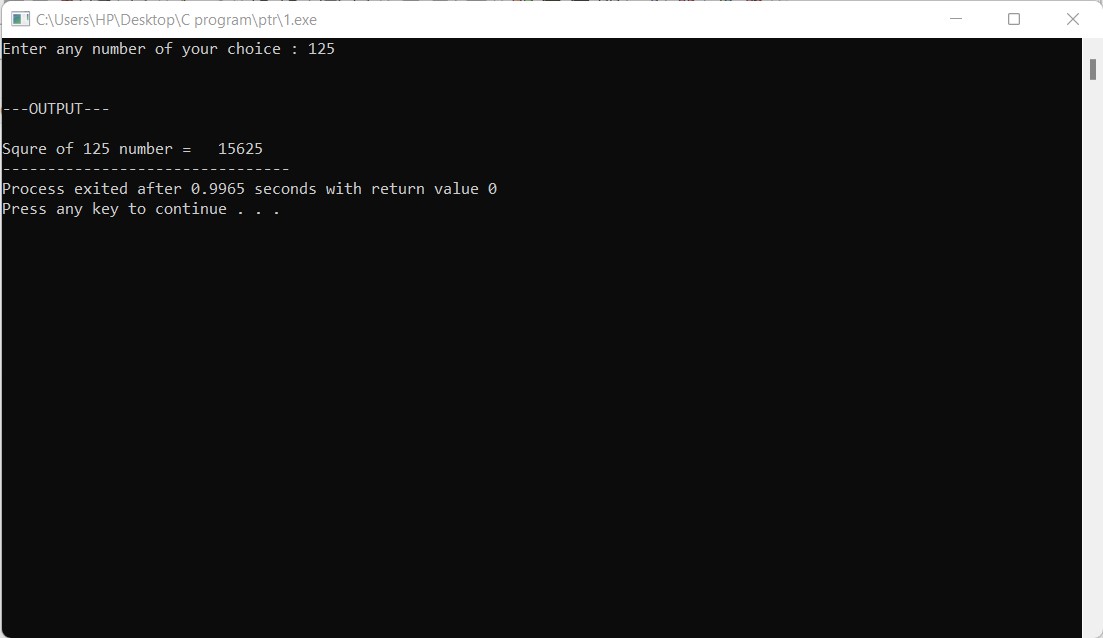 C:\Users\HP\Desktop\C program\ptr\1.exe
Enter any number of your choice : 125
---OUTPUT---
Squre of 125 number =   15625
--------------------------------
Process exited after 0.9965 seconds with return value 0
Press any key to continue . . .